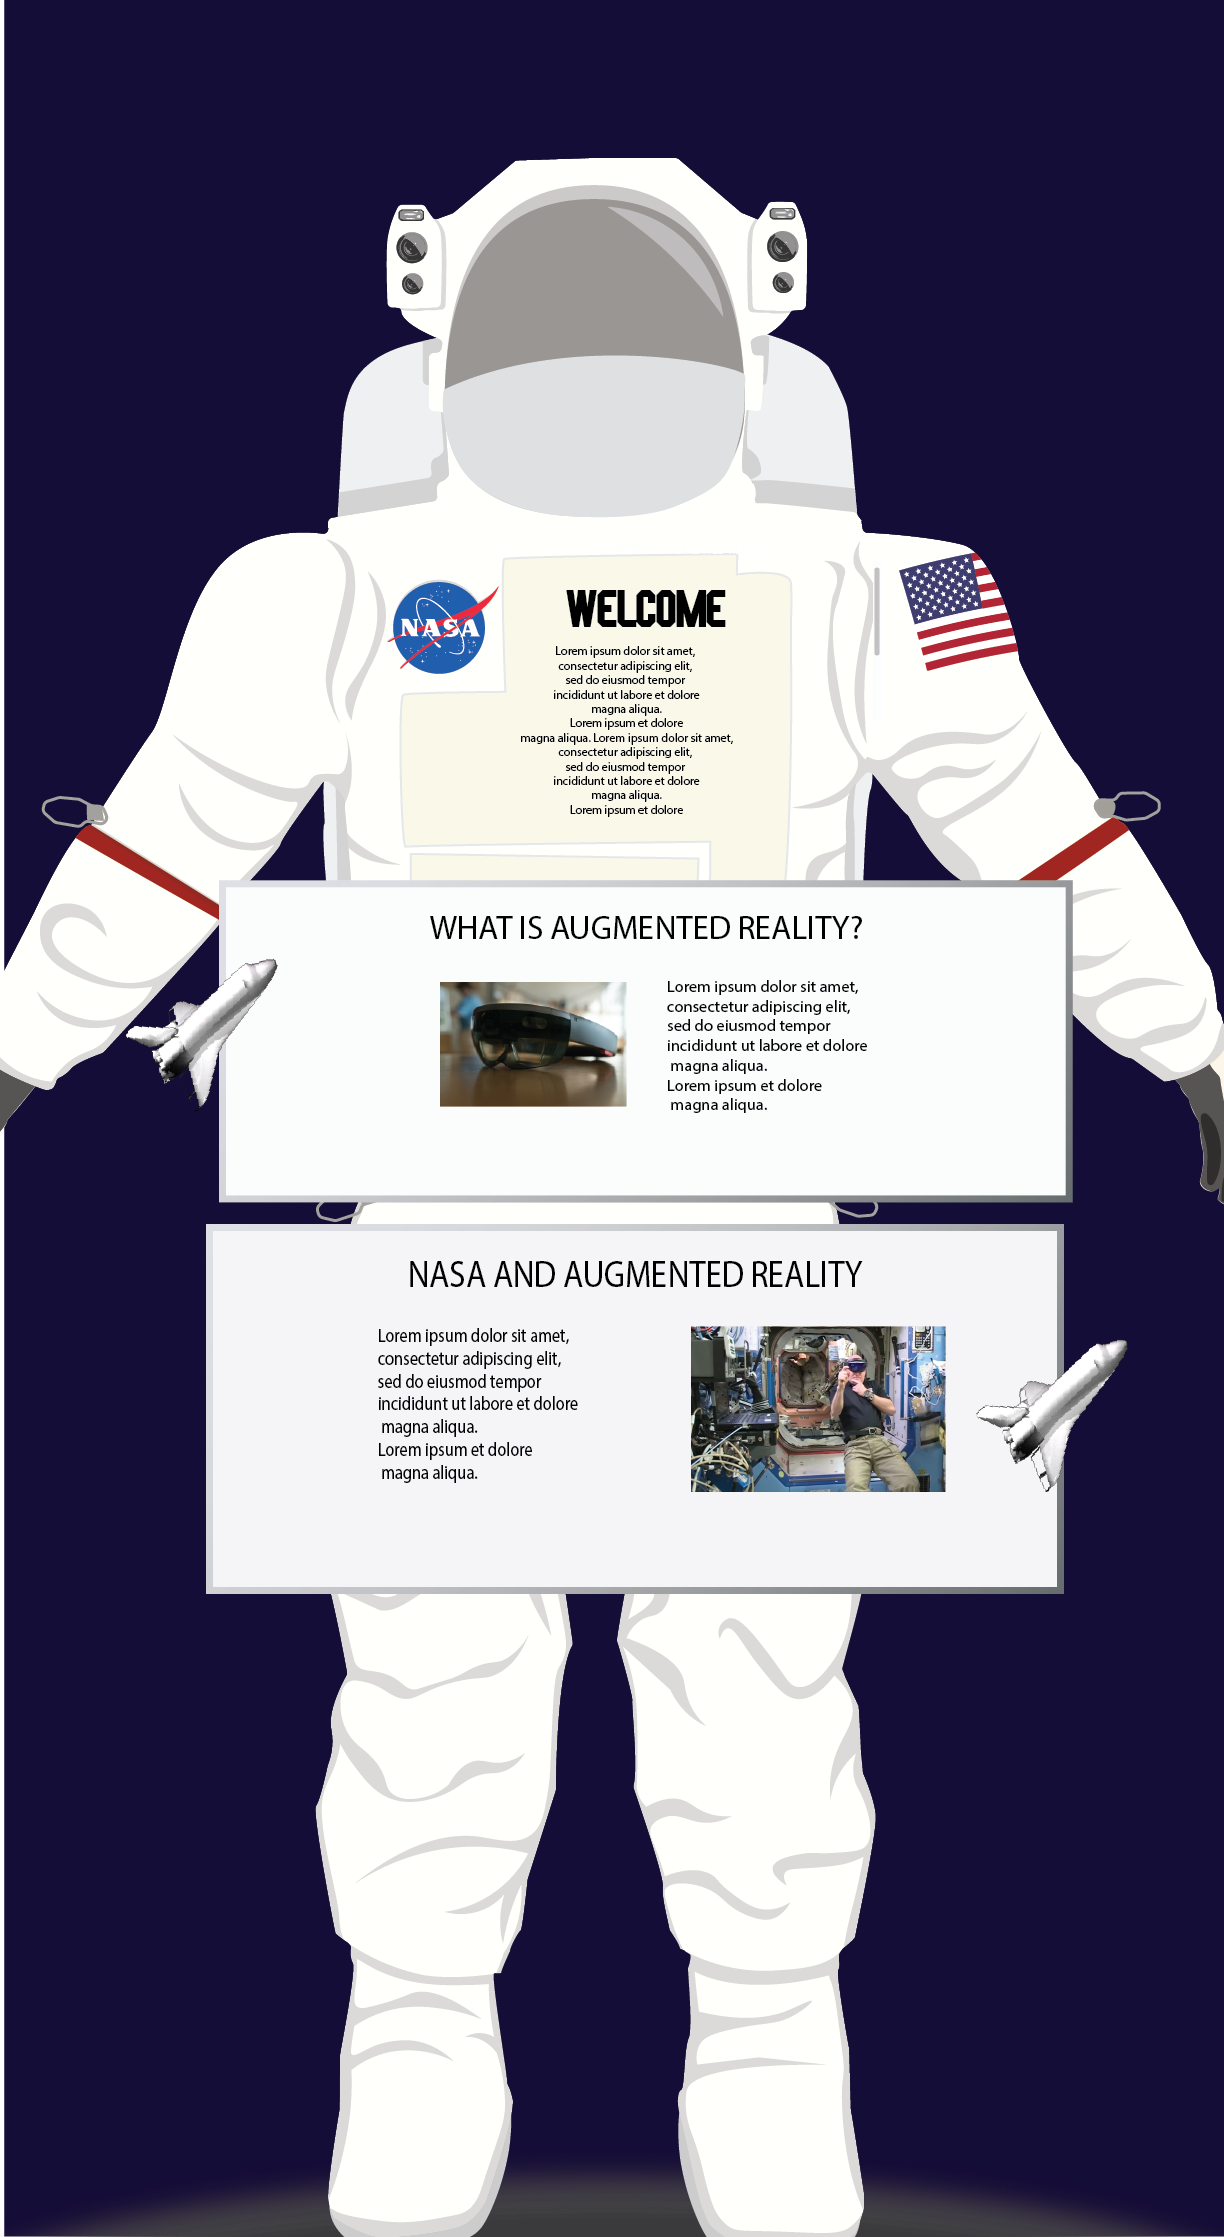 NASA
WELCOME
Lorem ipsum dolor sit amet,
consectetur adipiscing elit,
sed do eiusmod tempor
incididunt ut labore et dolore
magna aliqua.
Lorem ipsum et dolore
magna aliqua. Lorem ipsum dolor sit amet,
consectetur adipiscing elit,
sed do eiusmod tempor
incididunt ut labore et dolore
magna aliqua.
Lorem ipsum et dolore
WHAT IS AUGMENTED REALITY?
Lorem ipsum dolor sit amet,
consectetur adipiscing elit,
sed do eiusmod tempor
incididunt ut labore et dolore
magna aliqua.
Lorem ipsum et dolore
magna aliqua.
NASA AND AUGMENTED REALITY
Lorem ipsum dolor sit amet,
consectetur adipiscing elit,
sed do eiusmod tempor
incididunt ut labore et dolore
magna aliqua.
Lorem ipsum et dolore
magna aliqua.